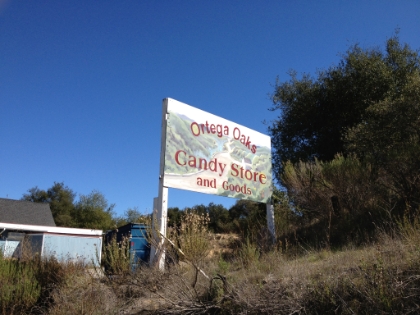 Ortega Oaks
Candy Store
and Goods